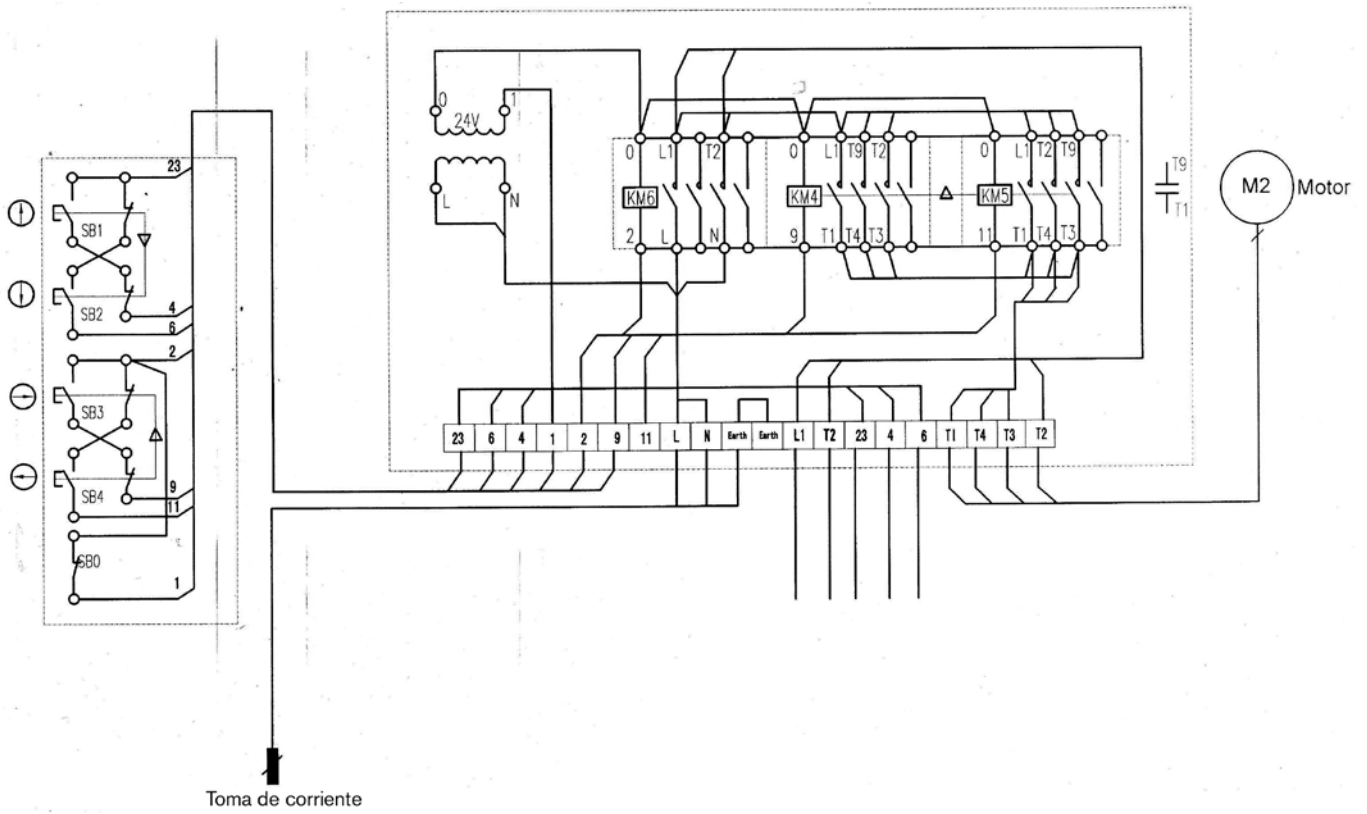 0 1
24V
L N
0 L1 T2 0 L1 T9 T2 0 L1 T2 T9
KM6 KM4 KM5
2 L N 9 T1 T4 T3 11 T1 T4 T3
T9
T1
M2 Motor
23
SB1
SB2
4
6
2
SB3
SB4
9
11
SB0
1
23 6 4 1 2 9 11 L N Earth Earth L1 T2 23 4 6 T1 T4 T3 T2
Toma de corriente